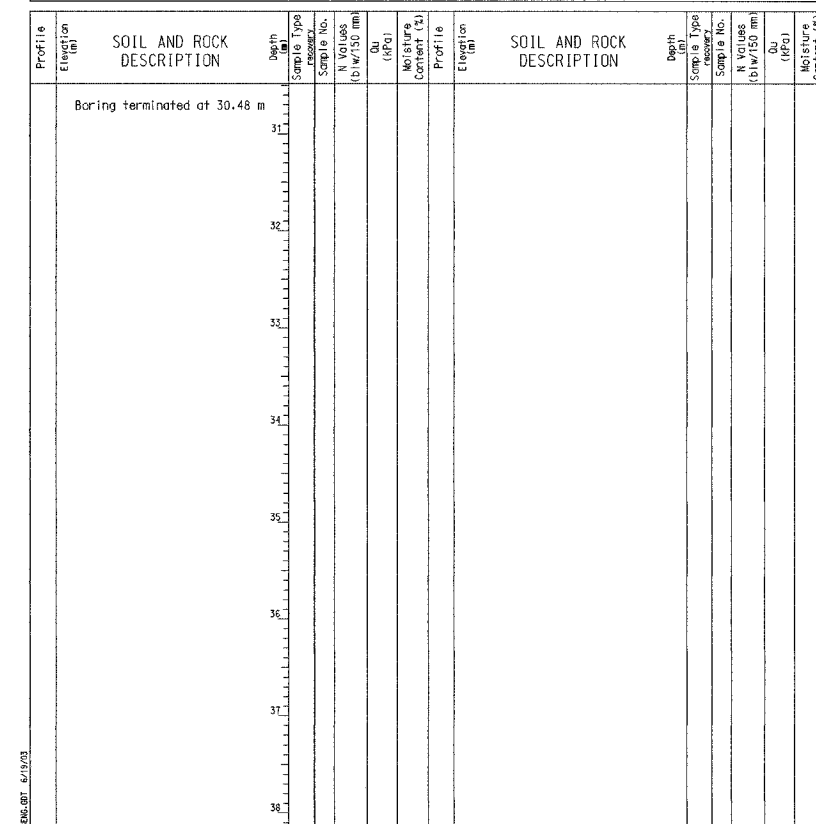 Profile
Elevation
(m)
SOIL AND ROCK
DESCRIPTION
Depth
(m)
Sample Type
recovery
Sample No.
N Values
(blw/150 mm)
Qu
(kPa)
Moisture
Content (%)
Profile
Elevation
(m)
SOIL AND ROCK
DESCRIPTION
Depth
(m)
Sample Type
recovery
Sample No.
N Values
(blw/150 mm)
Qu
(kPa)
Moisture
Content (%)
Boring terminated at 30.48 m
31
32
33
34
35
36
37
38
ENG.GDT 6/19/03